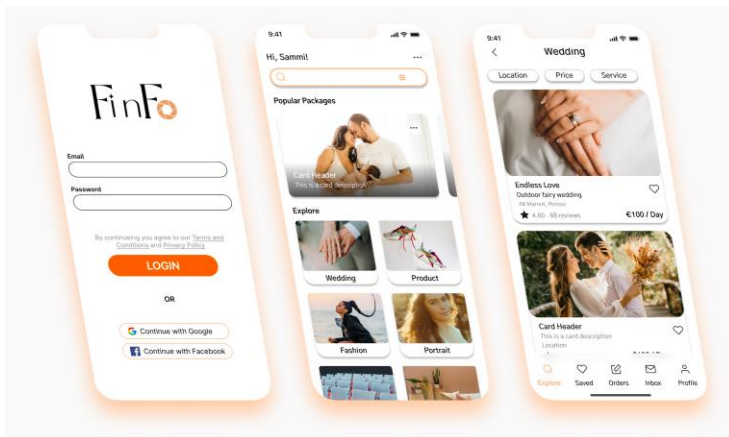 FinFo
Email
Password
By continueing you agree to our Terms and
Conditions and Privacy Policy
LOGIN
OR
Continue with Google
Continue with Facebook
9:41
Hi, Sammi!
Popular Packages
Card Header
This is a card description
Explore
Wedding
Product
Fashion
Portrait
9:41
Wedding
Location Price Service
Endless Love
Outdoor fairy wedding
4.60 . 68 reviews €100 / Day
Card Header
This is a card description
Location
Explore Saved Orders Inbox Profile